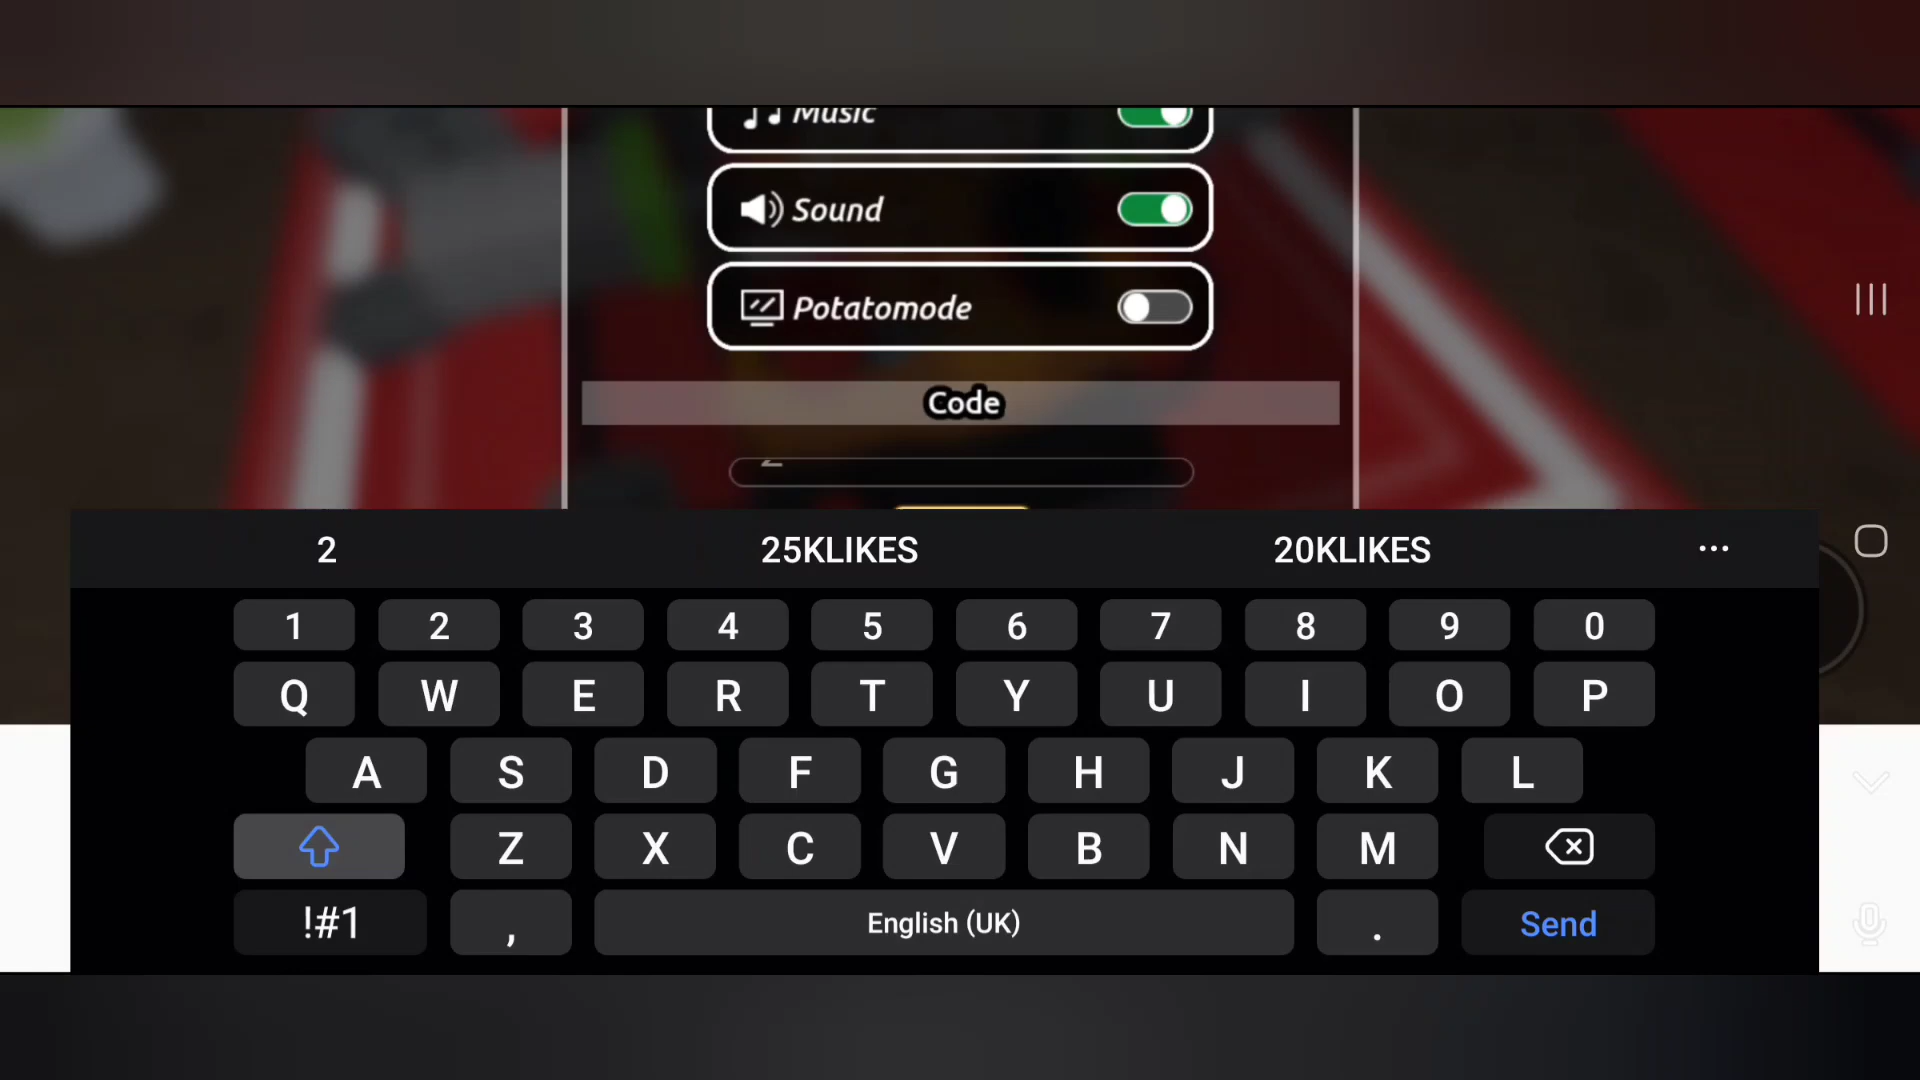 Music
Sound
Potatomode
Code
2 25KLIKES 20KLIKES ...
1 2 3 4 5 6 7 8 9 0
Q W E R T Y U I O P
A S D F G H J K L
Z X C V B N M
!#1 , English (UK) . Send